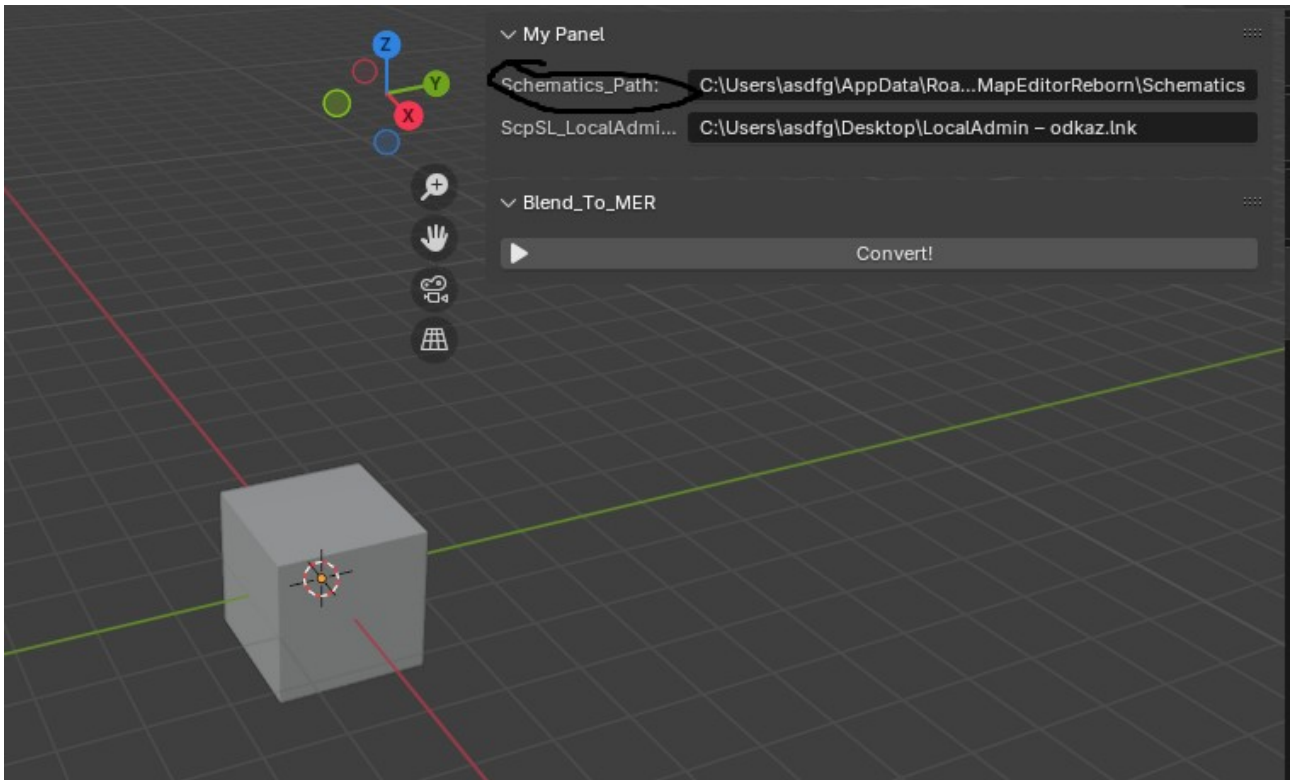 My Panel
Schematics_Path: C:\Users\asdfg\AppData\Roa...MapEditorReborn\Schematics
ScpSL_LocalAdmi... C:\Users\asdfg\Desktop\LocalAdmin – odkaz.lnk
Blend_To_MER
Convert!
Z
Y
X